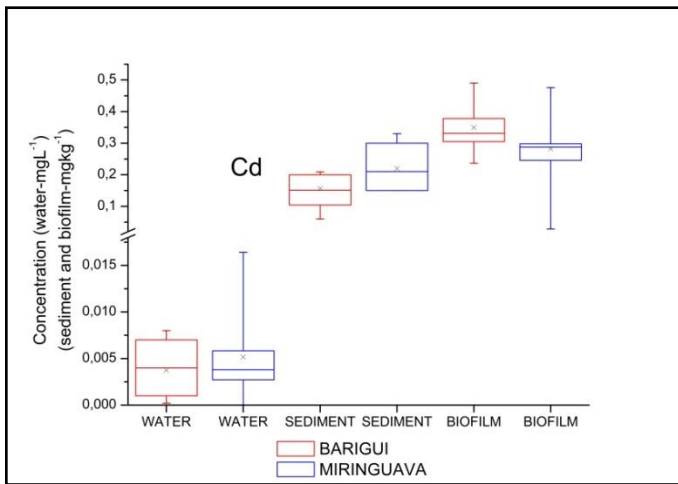 Concentration (water-mgL⁻¹)
(sediment and biofilm-mgkg⁻¹)
0,5
0,4
0,3
0,2
0,1
0,015
0,010
0,005
0,000
Cd
WATER WATER SEDIMENT SEDIMENT BIOFILM BIOFILM
BARIGUI
MIRINGUAVA